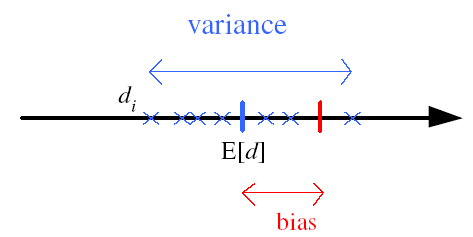 variance
d_i
E[d]
bias